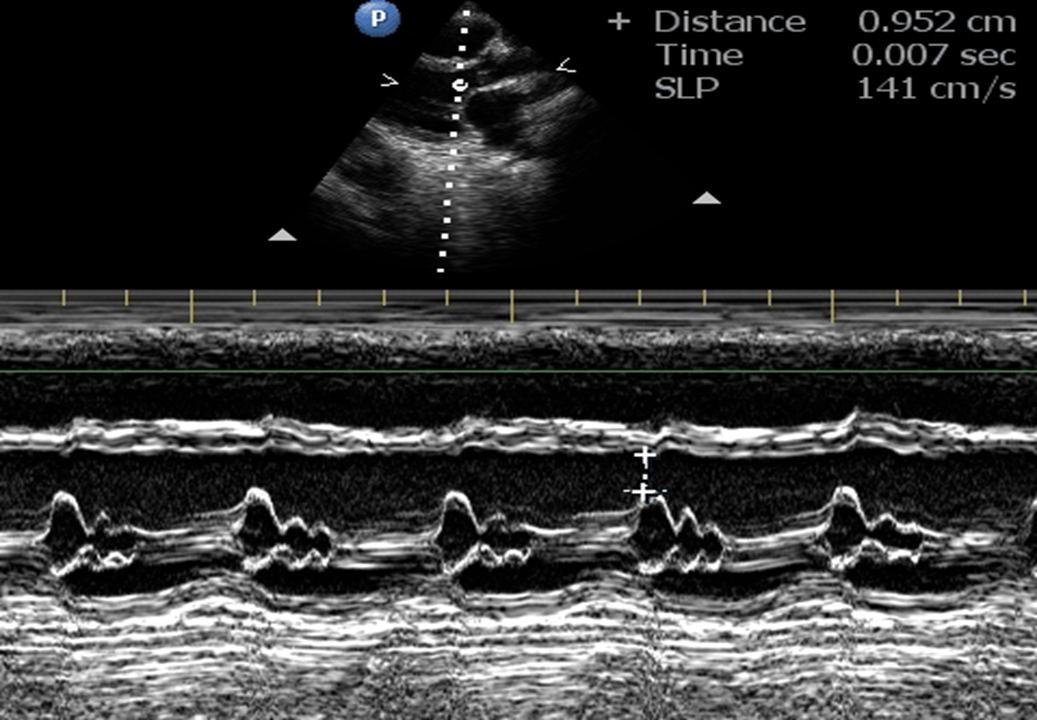 P
+ Distance 0.952 cm
Time 0.007 sec
SLP 141 cm/s